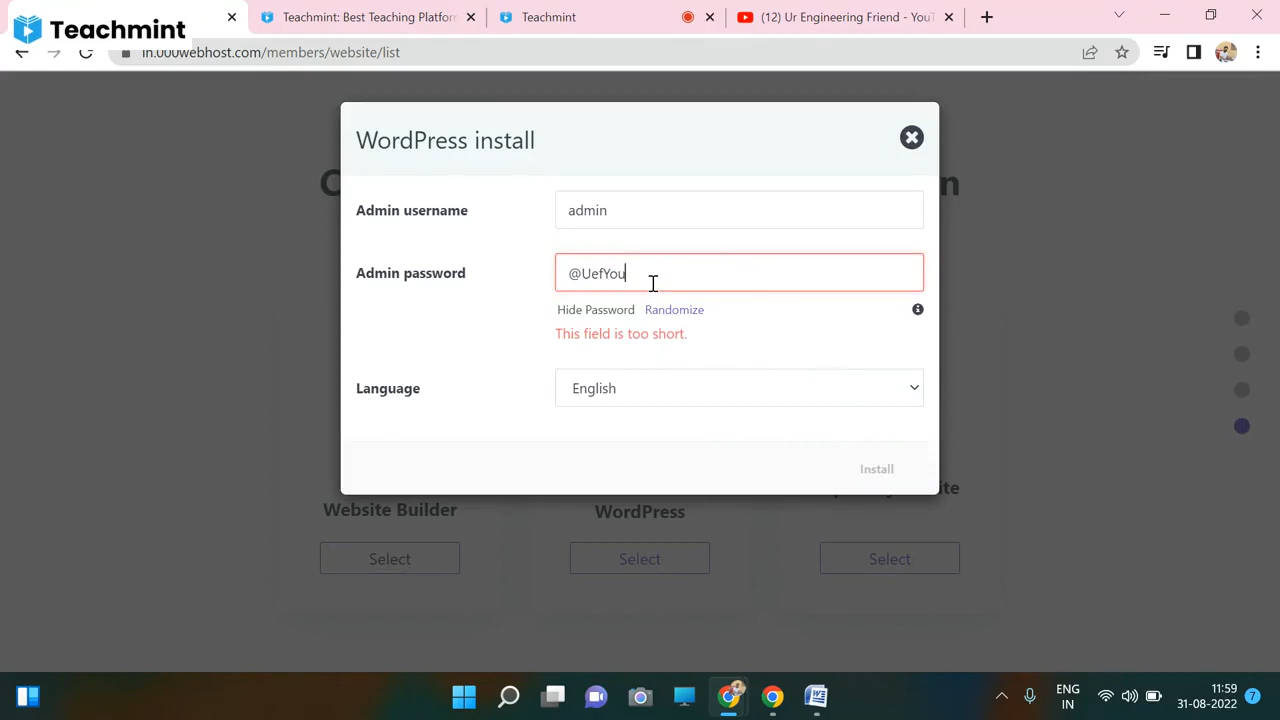 Teachmint
Teachmint: Best Teaching Platfor
Teachmint
Ur Engineering Friend - YouT
in.000webhost.com/members/website/list
WordPress install
Admin username
admin
Admin password
@UefYou
Hide Password Randomize
This field is too short.
Language
English
Install
Website Builder
WordPress
Select
Select
Select
ENG
IN
11:59
31-08-2022
7